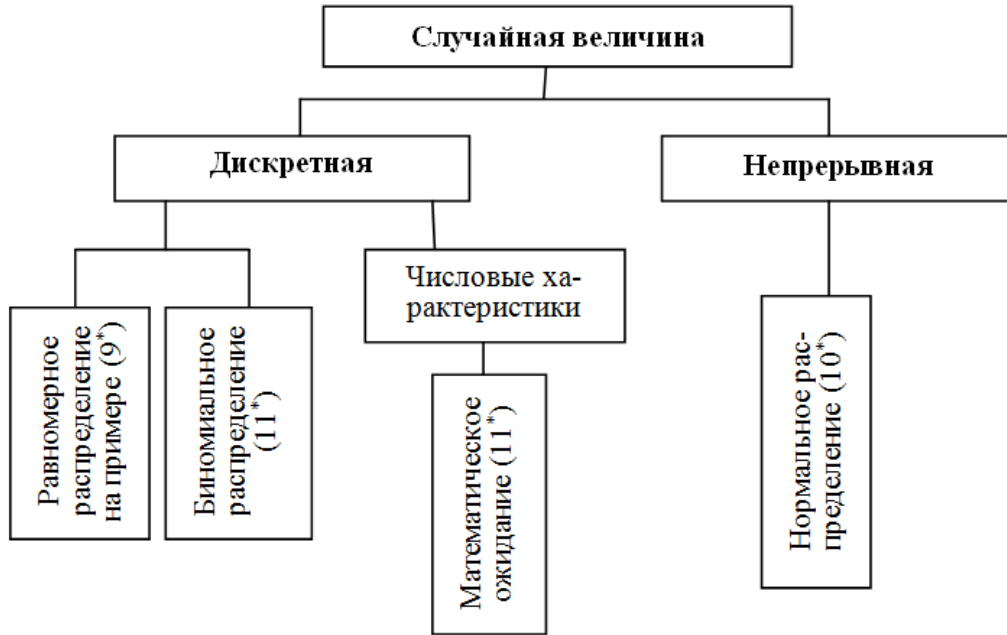 Случайная величина
Дискретная
Непрерывная
Числовые ха-
рактеристики
Равномерное
распределение
на примере (9*)
Биномиальное
распределение
(11*)
Математическое
ожидание (11*)
Нормальное рас-
пределение (10*)